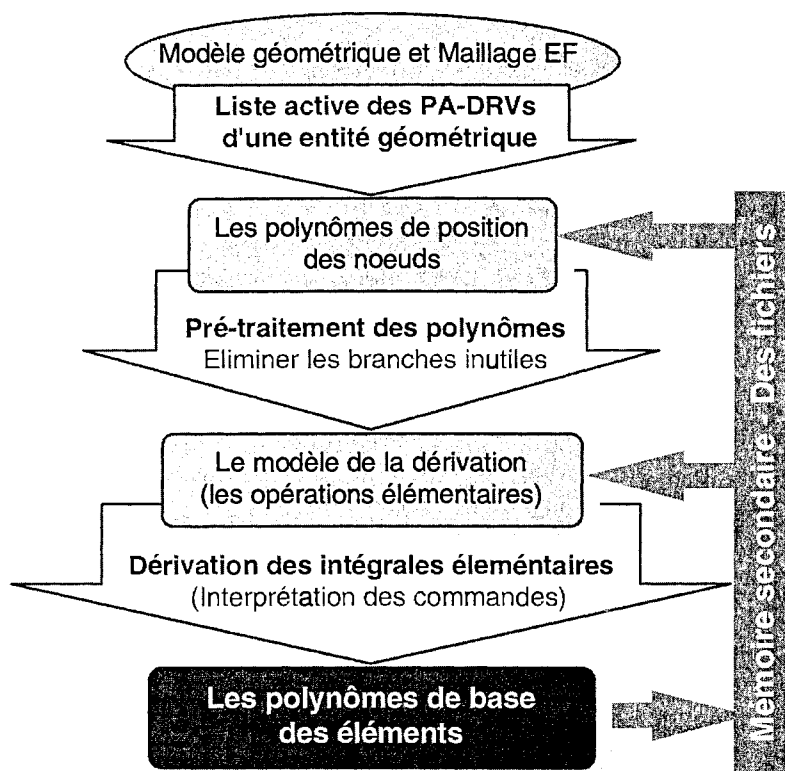 Modèle géométrique et Maillage EF
Liste active des PA-DRVs
d'une entité géométrique
Les polynômes de position
des noeuds
Pré-traitement des polynômes
Eliminer les branches inutiles
Le modèle de la dérivation
(les opérations élémentaires)
Dérivation des intégrales éleméntaires
(Interprétation des commandes)
Les polynômes de base
des éléments
Mémoire secondaire - Des fichiers